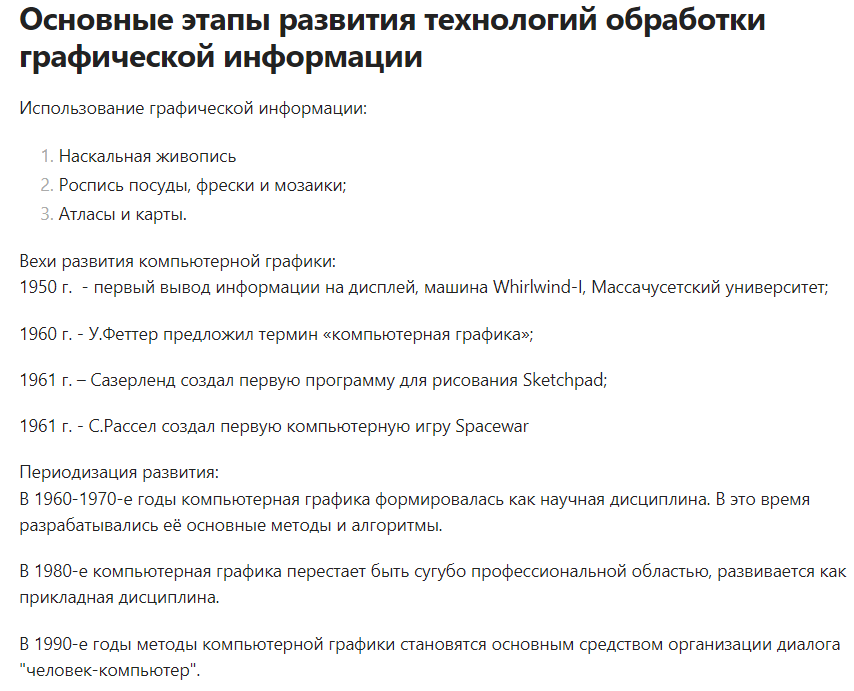 Основные этапы развития технологий обработки
графической информации
Использование графической информации:
1. Наскальная живопись
2. Роспись посуды, фрески и мозаики;
3. Атласы и карты.
Вехи развития компьютерной графики:
1950 г.  - первый вывод информации на дисплей, машина Whirlwind-I, Массачусетский университет;
1960 г. - У.Феттер предложил термин «компьютерная графика»;
1961 г. – Сазерленд создал первую программу для рисования Sketchpad;
1961 г. - С.Рассел создал первую компьютерную игру Spacewar
Периодизация развития:
В 1960-1970-е годы компьютерная графика формировалась как научная дисциплина. В это время
разрабатывались её основные методы и алгоритмы.
В 1980-е компьютерная графика перестает быть сугубо профессиональной областью, развивается как
прикладная дисциплина.
В 1990-е годы методы компьютерной графики становятся основным средством организации диалога
"человек-компьютер".